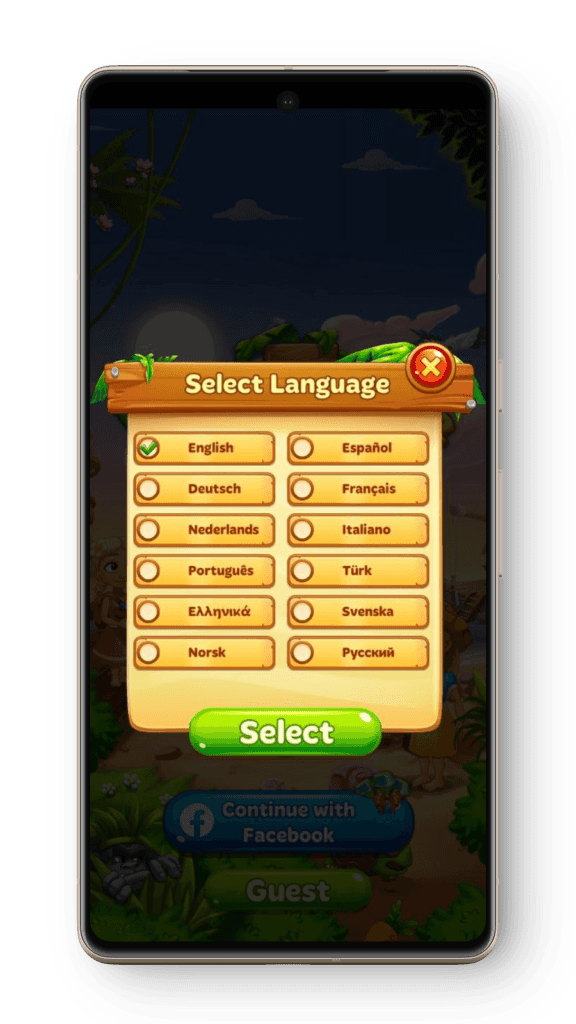 Select Language
English
Español
Deutsch
Français
Nederlands
Italiano
Português
Türk
Ελληνικά
Svenska
Norsk
Русский
Select
Continue with
Facebook
Guest